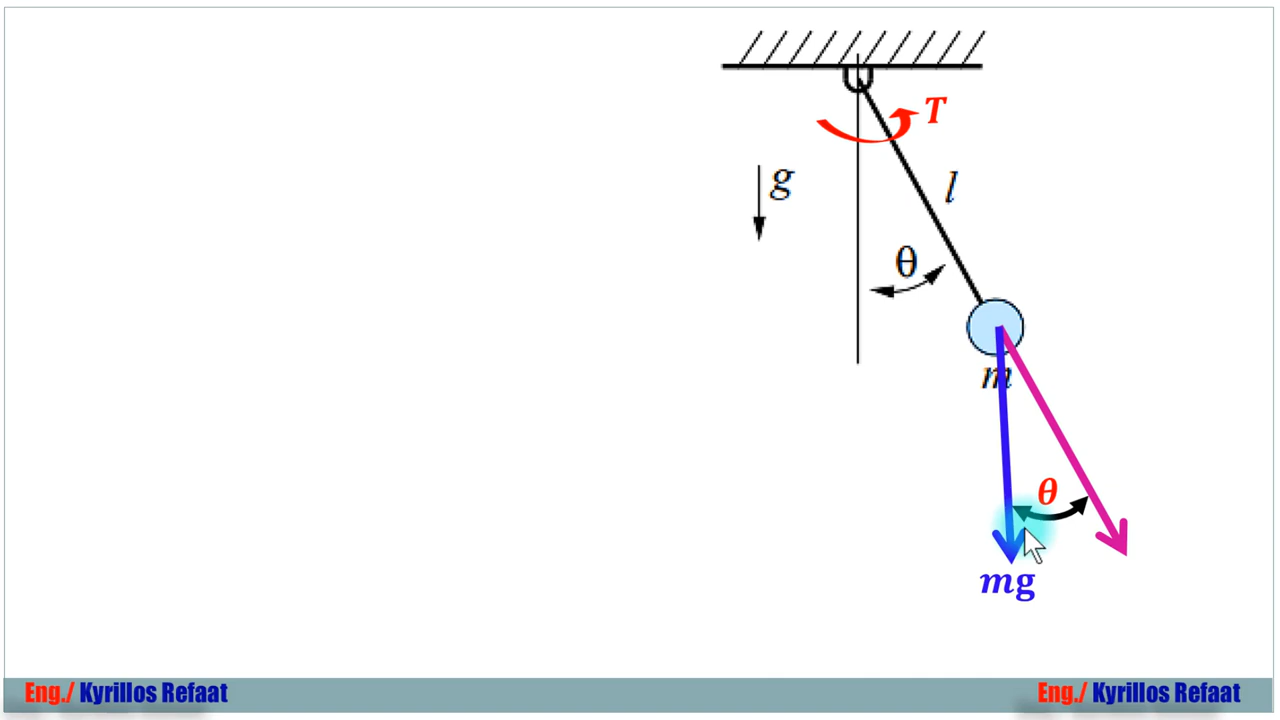 T
g
l
θ
m
θ
mg
Eng./ Kyrillos Refaat
Eng./ Kyrillos Refaat